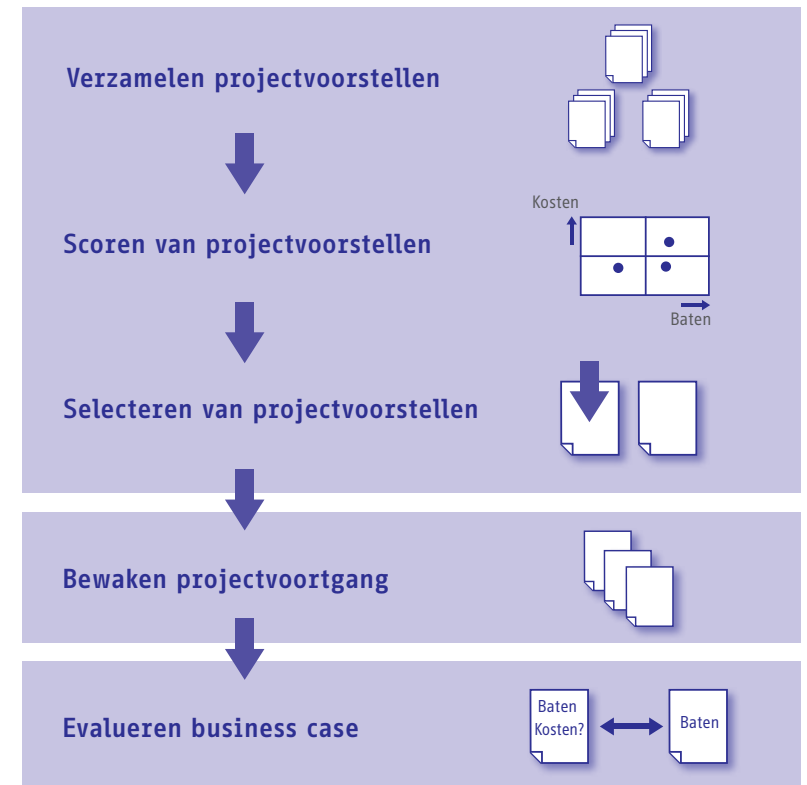 Verzamelen projectvoorstellen
Kosten
Scoren van projectvoorstellen
Baten
Selecteren van projectvoorstellen
Bewaken projectvoortgang
Evalueren business case
Baten
Kosten?
Baten